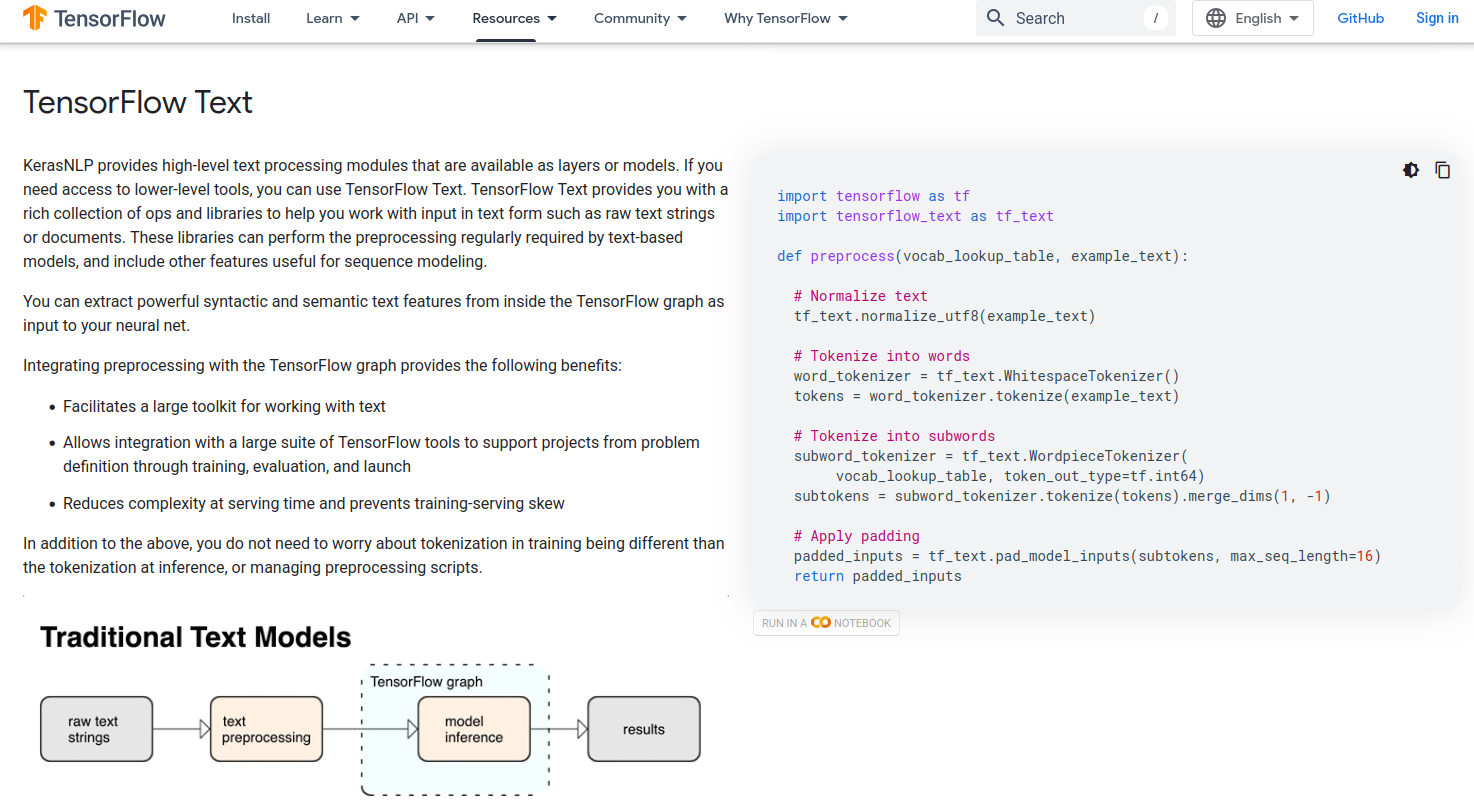 TensorFlow
Install
Learn
API
Resources
Community
Why TensorFlow
Search
/
English
GitHub
Sign in
TensorFlow Text
KerasNLP provides high-level text processing modules that are available as layers or models. If you
need access to lower-level tools, you can use TensorFlow Text. TensorFlow Text provides you with a
rich collection of ops and libraries to help you work with input in text form such as raw text strings
or documents. These libraries can perform the preprocessing regularly required by text-based
models, and include other features useful for sequence modeling.
You can extract powerful syntactic and semantic text features from inside the TensorFlow graph as
input to your neural net.
Integrating preprocessing with the TensorFlow graph provides the following benefits:
• Facilitates a large toolkit for working with text
• Allows integration with a large suite of TensorFlow tools to support projects from problem
definition through training, evaluation, and launch
• Reduces complexity at serving time and prevents training-serving skew
In addition to the above, you do not need to worry about tokenization in training being different than
the tokenization at inference, or managing preprocessing scripts.
Traditional Text Models
TensorFlow graph
raw text
strings
text
preprocessing
model
inference
results
import tensorflow as tf
import tensorflow_text as tf_text
def preprocess(vocab_lookup_table, example_text):
  # Normalize text
  tf_text.normalize_utf8(example_text)
  # Tokenize into words
  word_tokenizer = tf_text.WhitespaceTokenizer()
  tokens = word_tokenizer.tokenize(example_text)
  # Tokenize into subwords
  subword_tokenizer = tf_text.WordpieceTokenizer(
       vocab_lookup_table, token_out_type=tf.int64)
  subtokens = subword_tokenizer.tokenize(tokens).merge_dims(1, -1)
  # Apply padding
  padded_inputs = tf_text.pad_model_inputs(subtokens, max_seq_length=16)
  return padded_inputs
RUN IN A CO NOTEBOOK